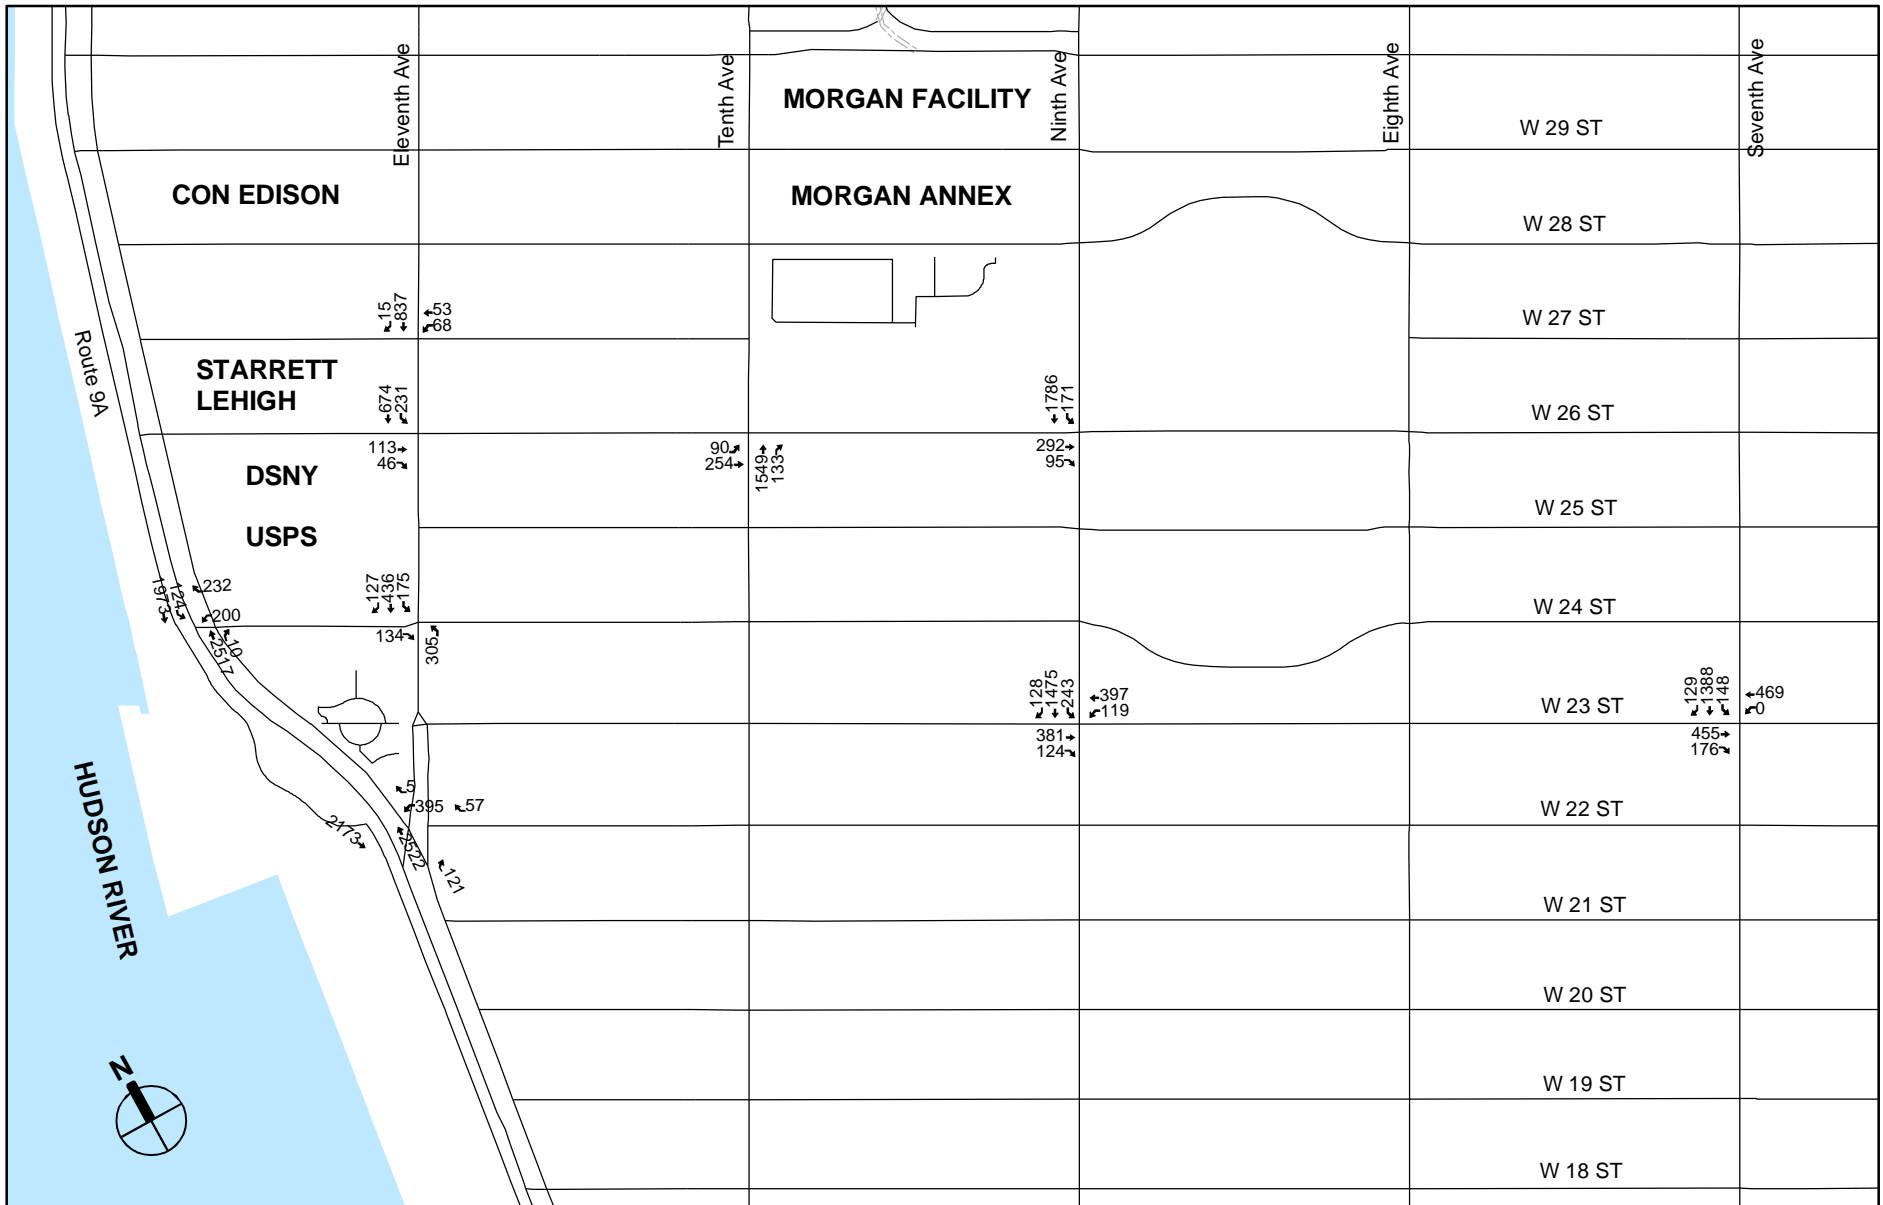 Eleventh Ave
Tenth Ave
Ninth Ave
Eighth Ave
Seventh Ave
MORGAN FACILITY
W 29 ST
CON EDISON
MORGAN ANNEX
W 28 ST
15
837
53
68
W 27 ST
Route 9A
STARRETT
LEHIGH
674
231
1786
171
W 26 ST
113
46
90
254
1549
133
292
95
DSNY
W 25 ST
USPS
1973
124
232
200
127
436
175
W 24 ST
2517
10
134
305
128
1475
243
397
119
W 23 ST
129
1388
148
469
0
381
124
455
176
HUDSON RIVER
5
395
57
W 22 ST
2173
2522
121
W 21 ST
W 20 ST
N
W 19 ST
W 18 ST